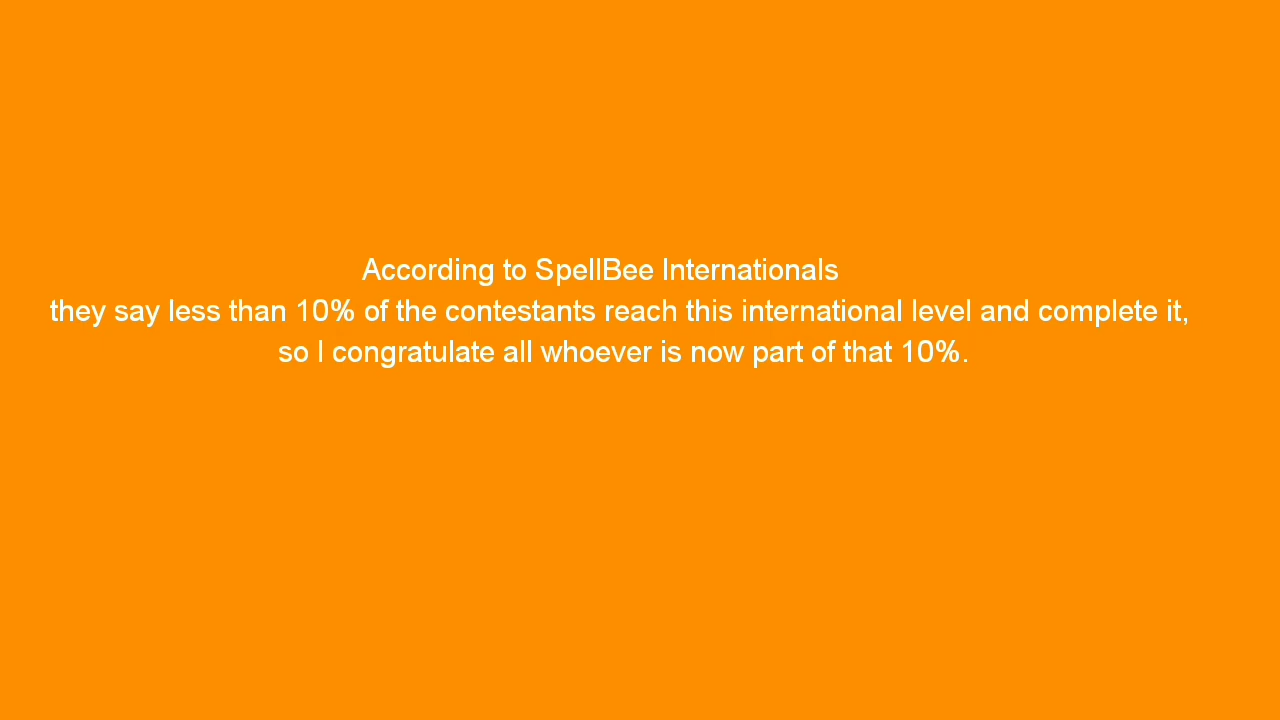 According to SpellBee Internationals
they say less than 10% of the contestants reach this international level and complete it,
so I congratulate all whoever is now part of that 10%.